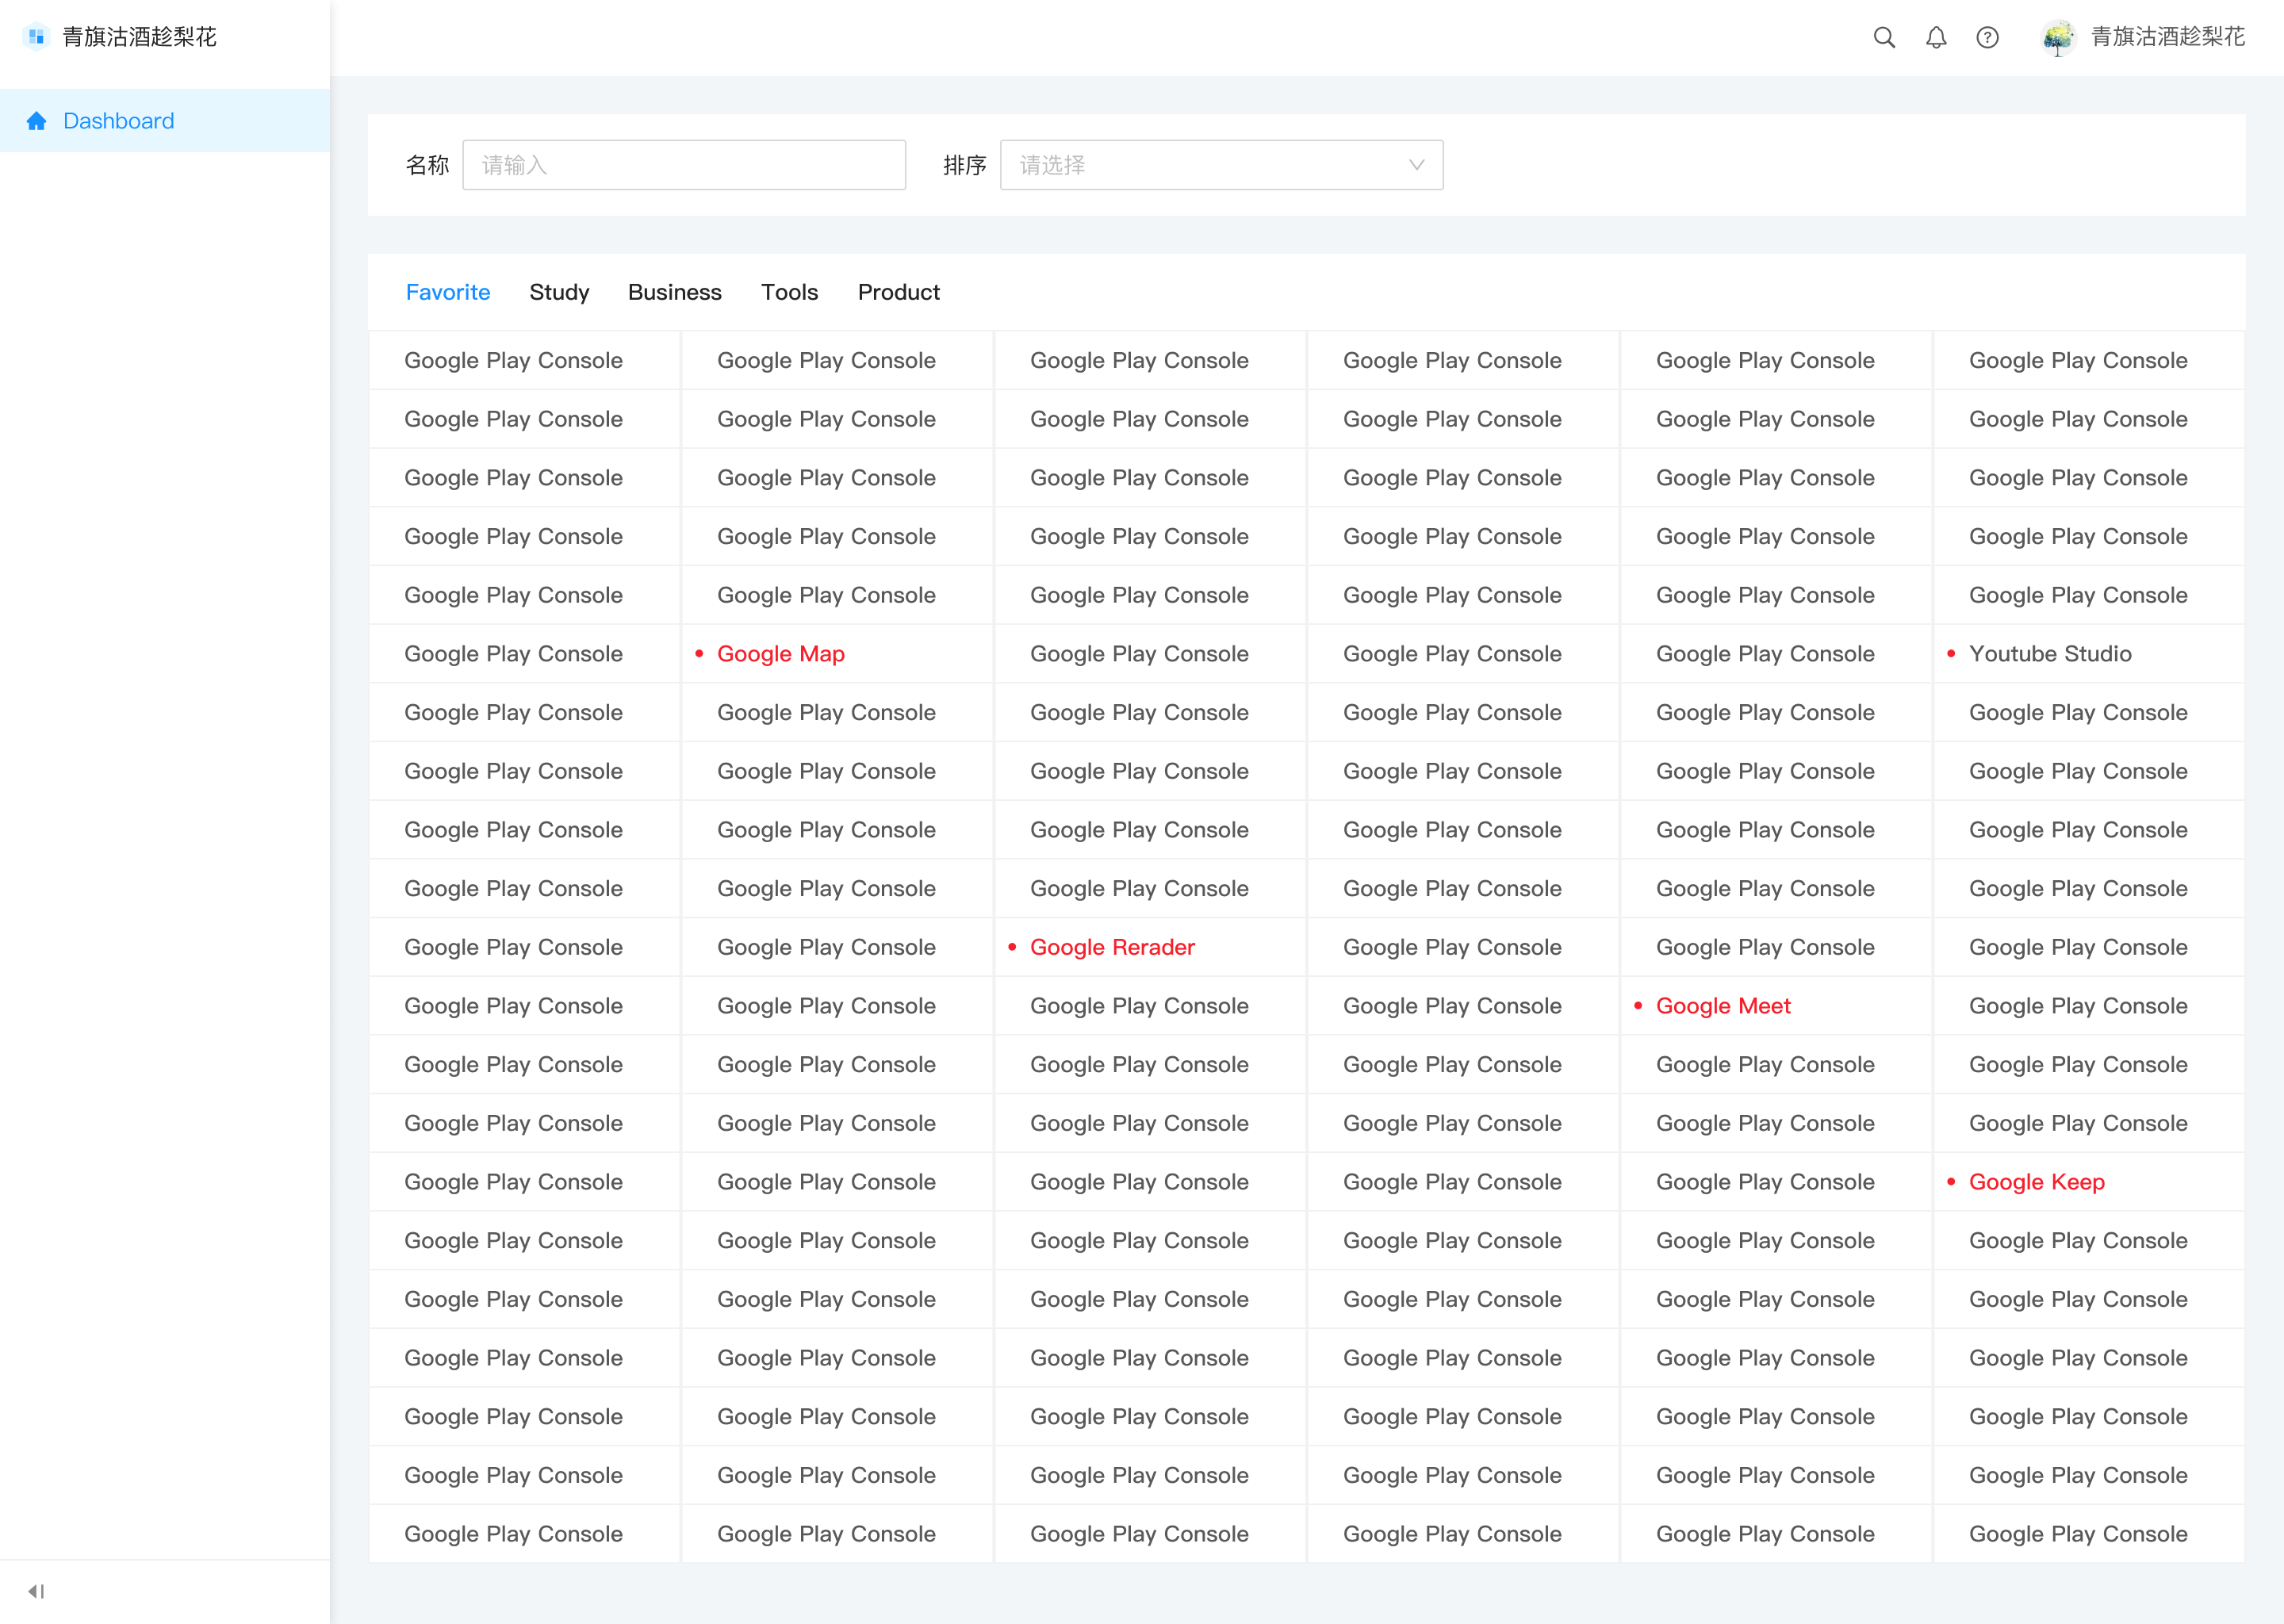 青旗沽酒趁梨花 青旗沽酒趁梨花
Dashboard
名称 请输入 排序 请选择
Favorite Study Business Tools Product
Google Play Console Google Play Console Google Play Console Google Play Console Google Play Console Google Play Console
Google Play Console Google Play Console Google Play Console Google Play Console Google Play Console Google Play Console
Google Play Console Google Play Console Google Play Console Google Play Console Google Play Console Google Play Console
Google Play Console Google Play Console Google Play Console Google Play Console Google Play Console Google Play Console
Google Play Console Google Play Console Google Play Console Google Play Console Google Play Console Google Play Console
Google Play Console Google Map Google Play Console Google Play Console Google Play Console Youtube Studio
Google Play Console Google Play Console Google Play Console Google Play Console Google Play Console Google Play Console
Google Play Console Google Play Console Google Play Console Google Play Console Google Play Console Google Play Console
Google Play Console Google Play Console Google Play Console Google Play Console Google Play Console Google Play Console
Google Play Console Google Play Console Google Play Console Google Play Console Google Play Console Google Play Console
Google Play Console Google Play Console Google Rerader Google Play Console Google Play Console Google Play Console
Google Play Console Google Play Console Google Play Console Google Play Console Google Meet Google Play Console
Google Play Console Google Play Console Google Play Console Google Play Console Google Play Console Google Play Console
Google Play Console Google Play Console Google Play Console Google Play Console Google Play Console Google Play Console
Google Play Console Google Play Console Google Play Console Google Play Console Google Play Console Google Keep
Google Play Console Google Play Console Google Play Console Google Play Console Google Play Console Google Play Console
Google Play Console Google Play Console Google Play Console Google Play Console Google Play Console Google Play Console
Google Play Console Google Play Console Google Play Console Google Play Console Google Play Console Google Play Console
Google Play Console Google Play Console Google Play Console Google Play Console Google Play Console Google Play Console
Google Play Console Google Play Console Google Play Console Google Play Console Google Play Console Google Play Console
Google Play Console Google Play Console Google Play Console Google Play Console Google Play Console Google Play Console